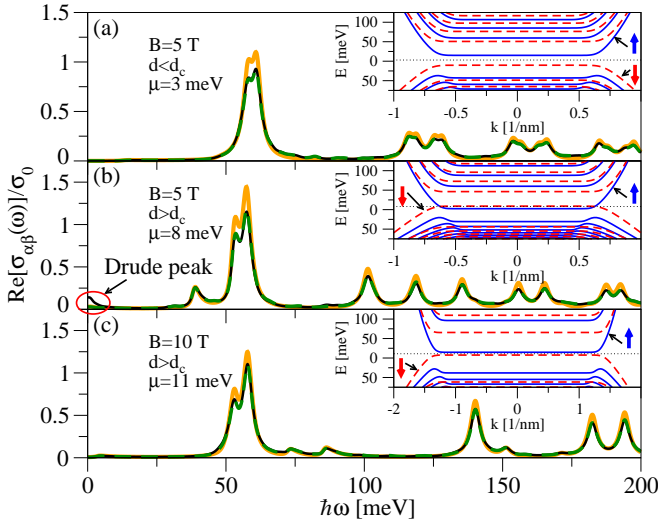 (a)
B=5 T
d<d_c
μ=3 meV
1.5
1
0.5
0
E [meV]
100
50
0
50
-1
-0.5
0
0.5
1
k [1/nm]
(b)
B=5 T
d>d_c
μ=8 meV
Drude peak
Re[σ_αβ(ω)]/σ_0
1.5
1
0.5
0
E [meV]
100
50
0
50
-1
-0.5
0
0.5
1
k [1/nm]
(c)
B=10 T
d>d_c
μ=11 meV
1.5
1
0.5
0
E [meV]
100
50
0
50
-2
-1
0
1
2
k [1/nm]
0
50
100
150
200
ℏω [meV]